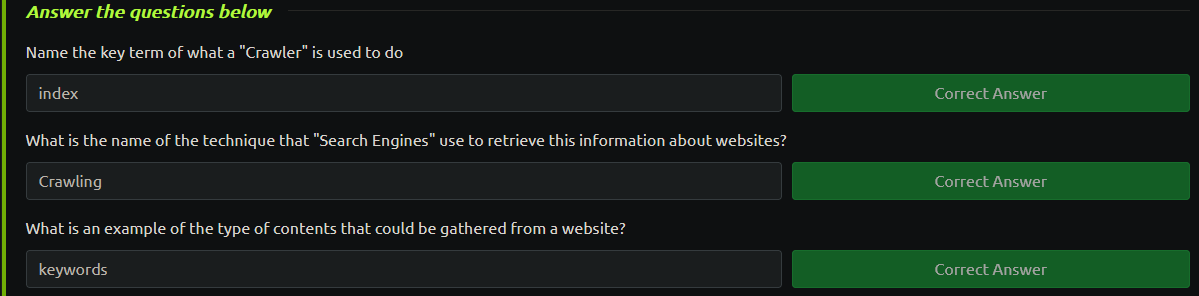 Answer the questions below
Name the key term of what a "Crawler" is used to do
index
Correct Answer
What is the name of the technique that "Search Engines" use to retrieve this information about websites?
Crawling
Correct Answer
What is an example of the type of contents that could be gathered from a website?
keywords
Correct Answer